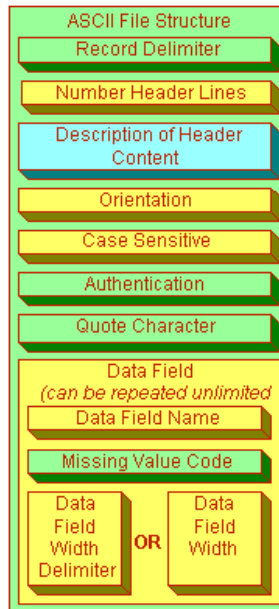 ASCII File Structure
Record Delimiter
Number Header Lines
Description of Header
Content
Orientation
Case Sensitive
Authentication
Quote Character
Data Field
(can be repeated unlimited
Data Field Name
Missing Value Code
Data
Field
Width
Delimiter
OR
Data
Field
Width